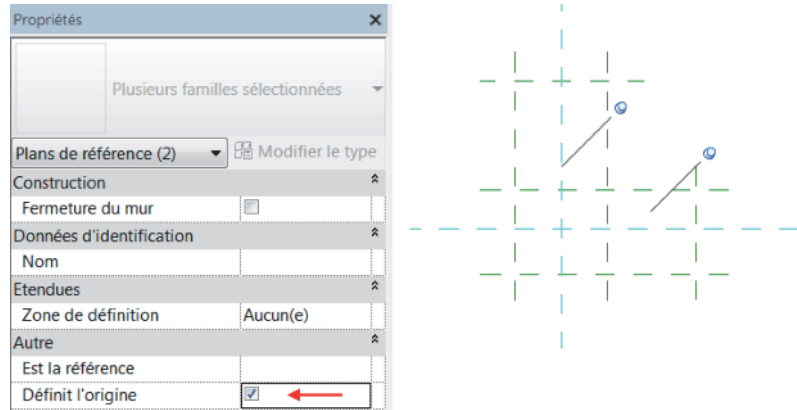 Propriétés
Plusieurs familles sélectionnées
Plans de référence (2) Modifier le type
Construction
Fermeture du mur
Données d'identification
Nom
Etendues
Zone de définition Aucun(e)
Autre
Est la référence
Définit l'origine